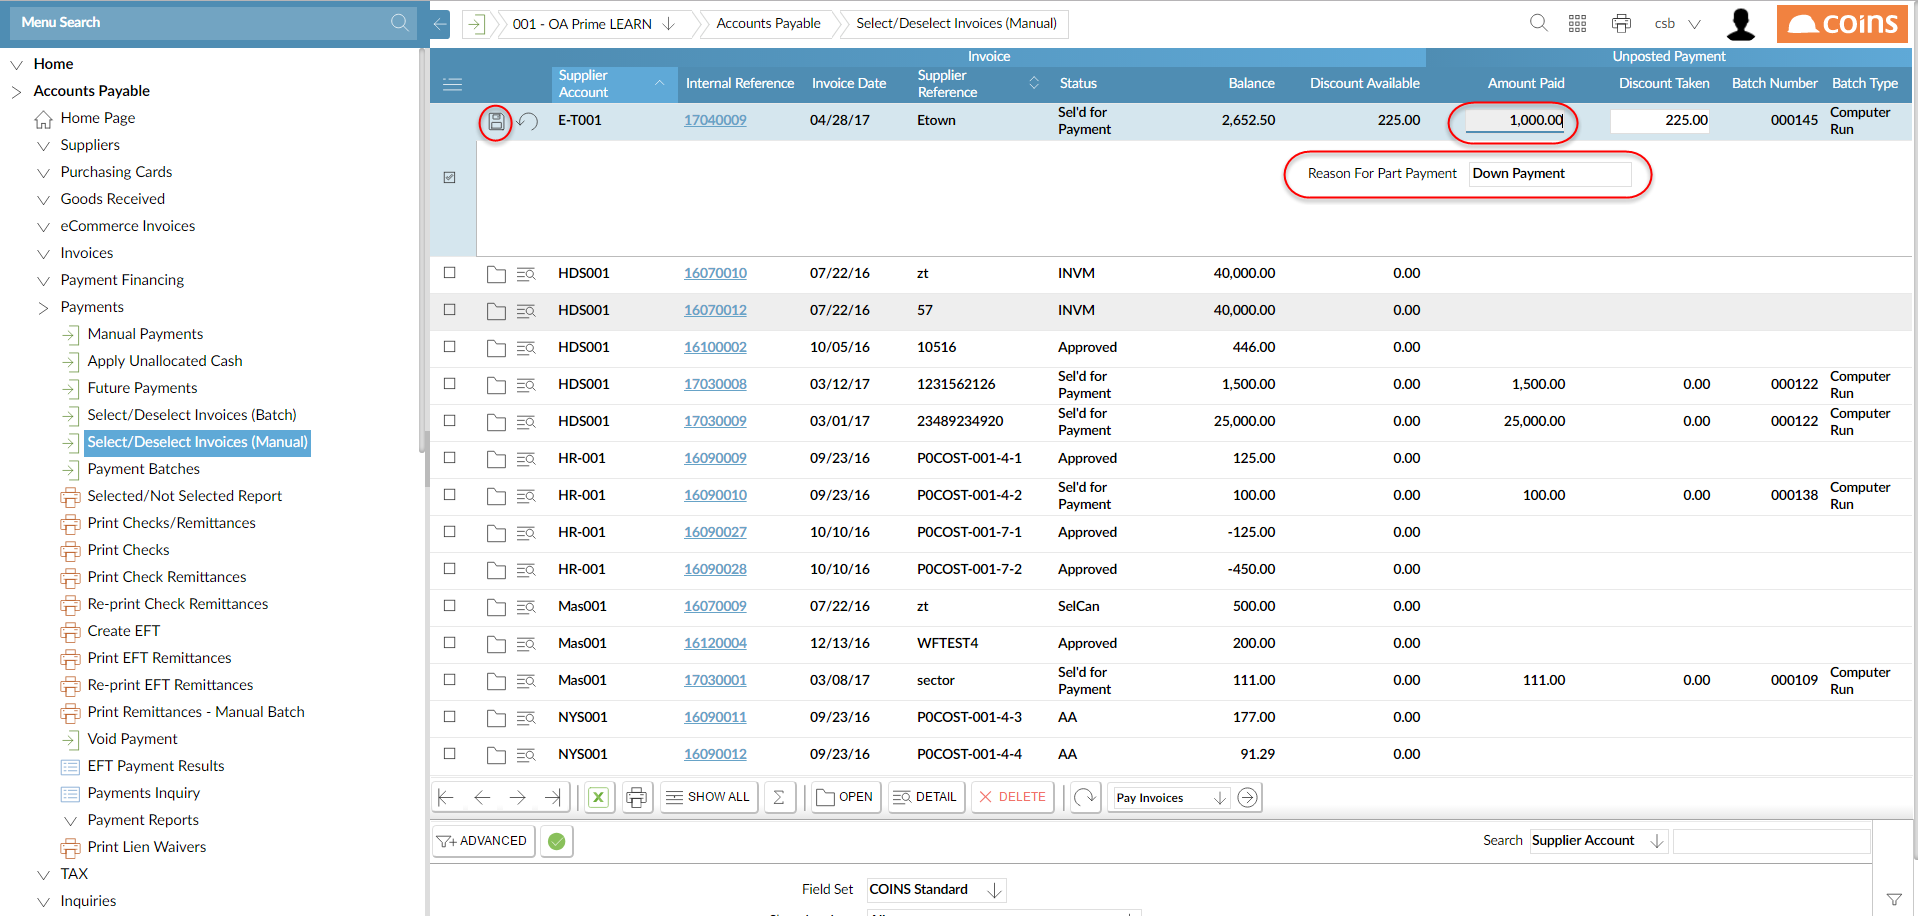 Menu Search
001 - OA Prime LEARN
Accounts Payable
Select/Deselect Invoices (Manual)
csb
coins
Home
Accounts Payable
Home Page
Suppliers
Purchasing Cards
Goods Received
eCommerce Invoices
Invoices
Payment Financing
Payments
Manual Payments
Apply Unallocated Cash
Future Payments
Select/Deselect Invoices (Batch)
Select/Deselect Invoices (Manual)
Payment Batches
Selected/Not Selected Report
Print Checks/Remittances
Print Checks
Print Check Remittances
Re-print Check Remittances
Create EFT
Print EFT Remittances
Re-print EFT Remittances
Print Remittances - Manual Batch
Void Payment
EFT Payment Results
Payments Inquiry
Payment Reports
Print Lien Waivers
TAX
Inquiries
Invoice Unposted Payment
Supplier Account Internal Reference Invoice Date Supplier Reference Status Balance Discount Available Amount Paid Discount Taken Batch Number Batch Type
E-T001 17040009 04/28/17 Etown Sel'd for Payment 2,652.50 225.00 1,000.00 225.00 000145 Computer Run
Reason For Part Payment Down Payment
HDS001 16070010 07/22/16 zt INVM 40,000.00 0.00
HDS001 16070012 07/22/16 57 INVM 40,000.00 0.00
HDS001 16100002 10/05/16 10516 Approved 446.00 0.00
HDS001 17030008 03/12/17 1231562126 Sel'd for Payment 1,500.00 0.00 1,500.00 0.00 000122 Computer Run
HDS001 17030009 03/01/17 23489234920 Sel'd for Payment 25,000.00 0.00 25,000.00 0.00 000122 Computer Run
HR-001 16090009 09/23/16 P0COST-001-4-1 Approved 125.00 0.00
HR-001 16090010 09/23/16 P0COST-001-4-2 Sel'd for Payment 100.00 0.00 100.00 0.00 000138 Computer Run
HR-001 16090027 10/10/16 P0COST-001-7-1 Approved -125.00 0.00
HR-001 16090028 10/10/16 P0COST-001-7-2 Approved -450.00 0.00
Mas001 16070009 07/22/16 zt SelCan 500.00 0.00
Mas001 16120004 12/13/16 WFTEST4 Approved 200.00 0.00
Mas001 17030001 03/08/17 sector Sel'd for Payment 111.00 0.00 111.00 0.00 000109 Computer Run
NYS001 16090011 09/23/16 P0COST-001-4-3 AA 177.00 0.00
NYS001 16090012 09/23/16 P0COST-001-4-4 AA 91.29 0.00
SHOW ALL OPEN DETAIL DELETE Pay Invoices
ADVANCED Search Supplier Account
Field Set COINS Standard